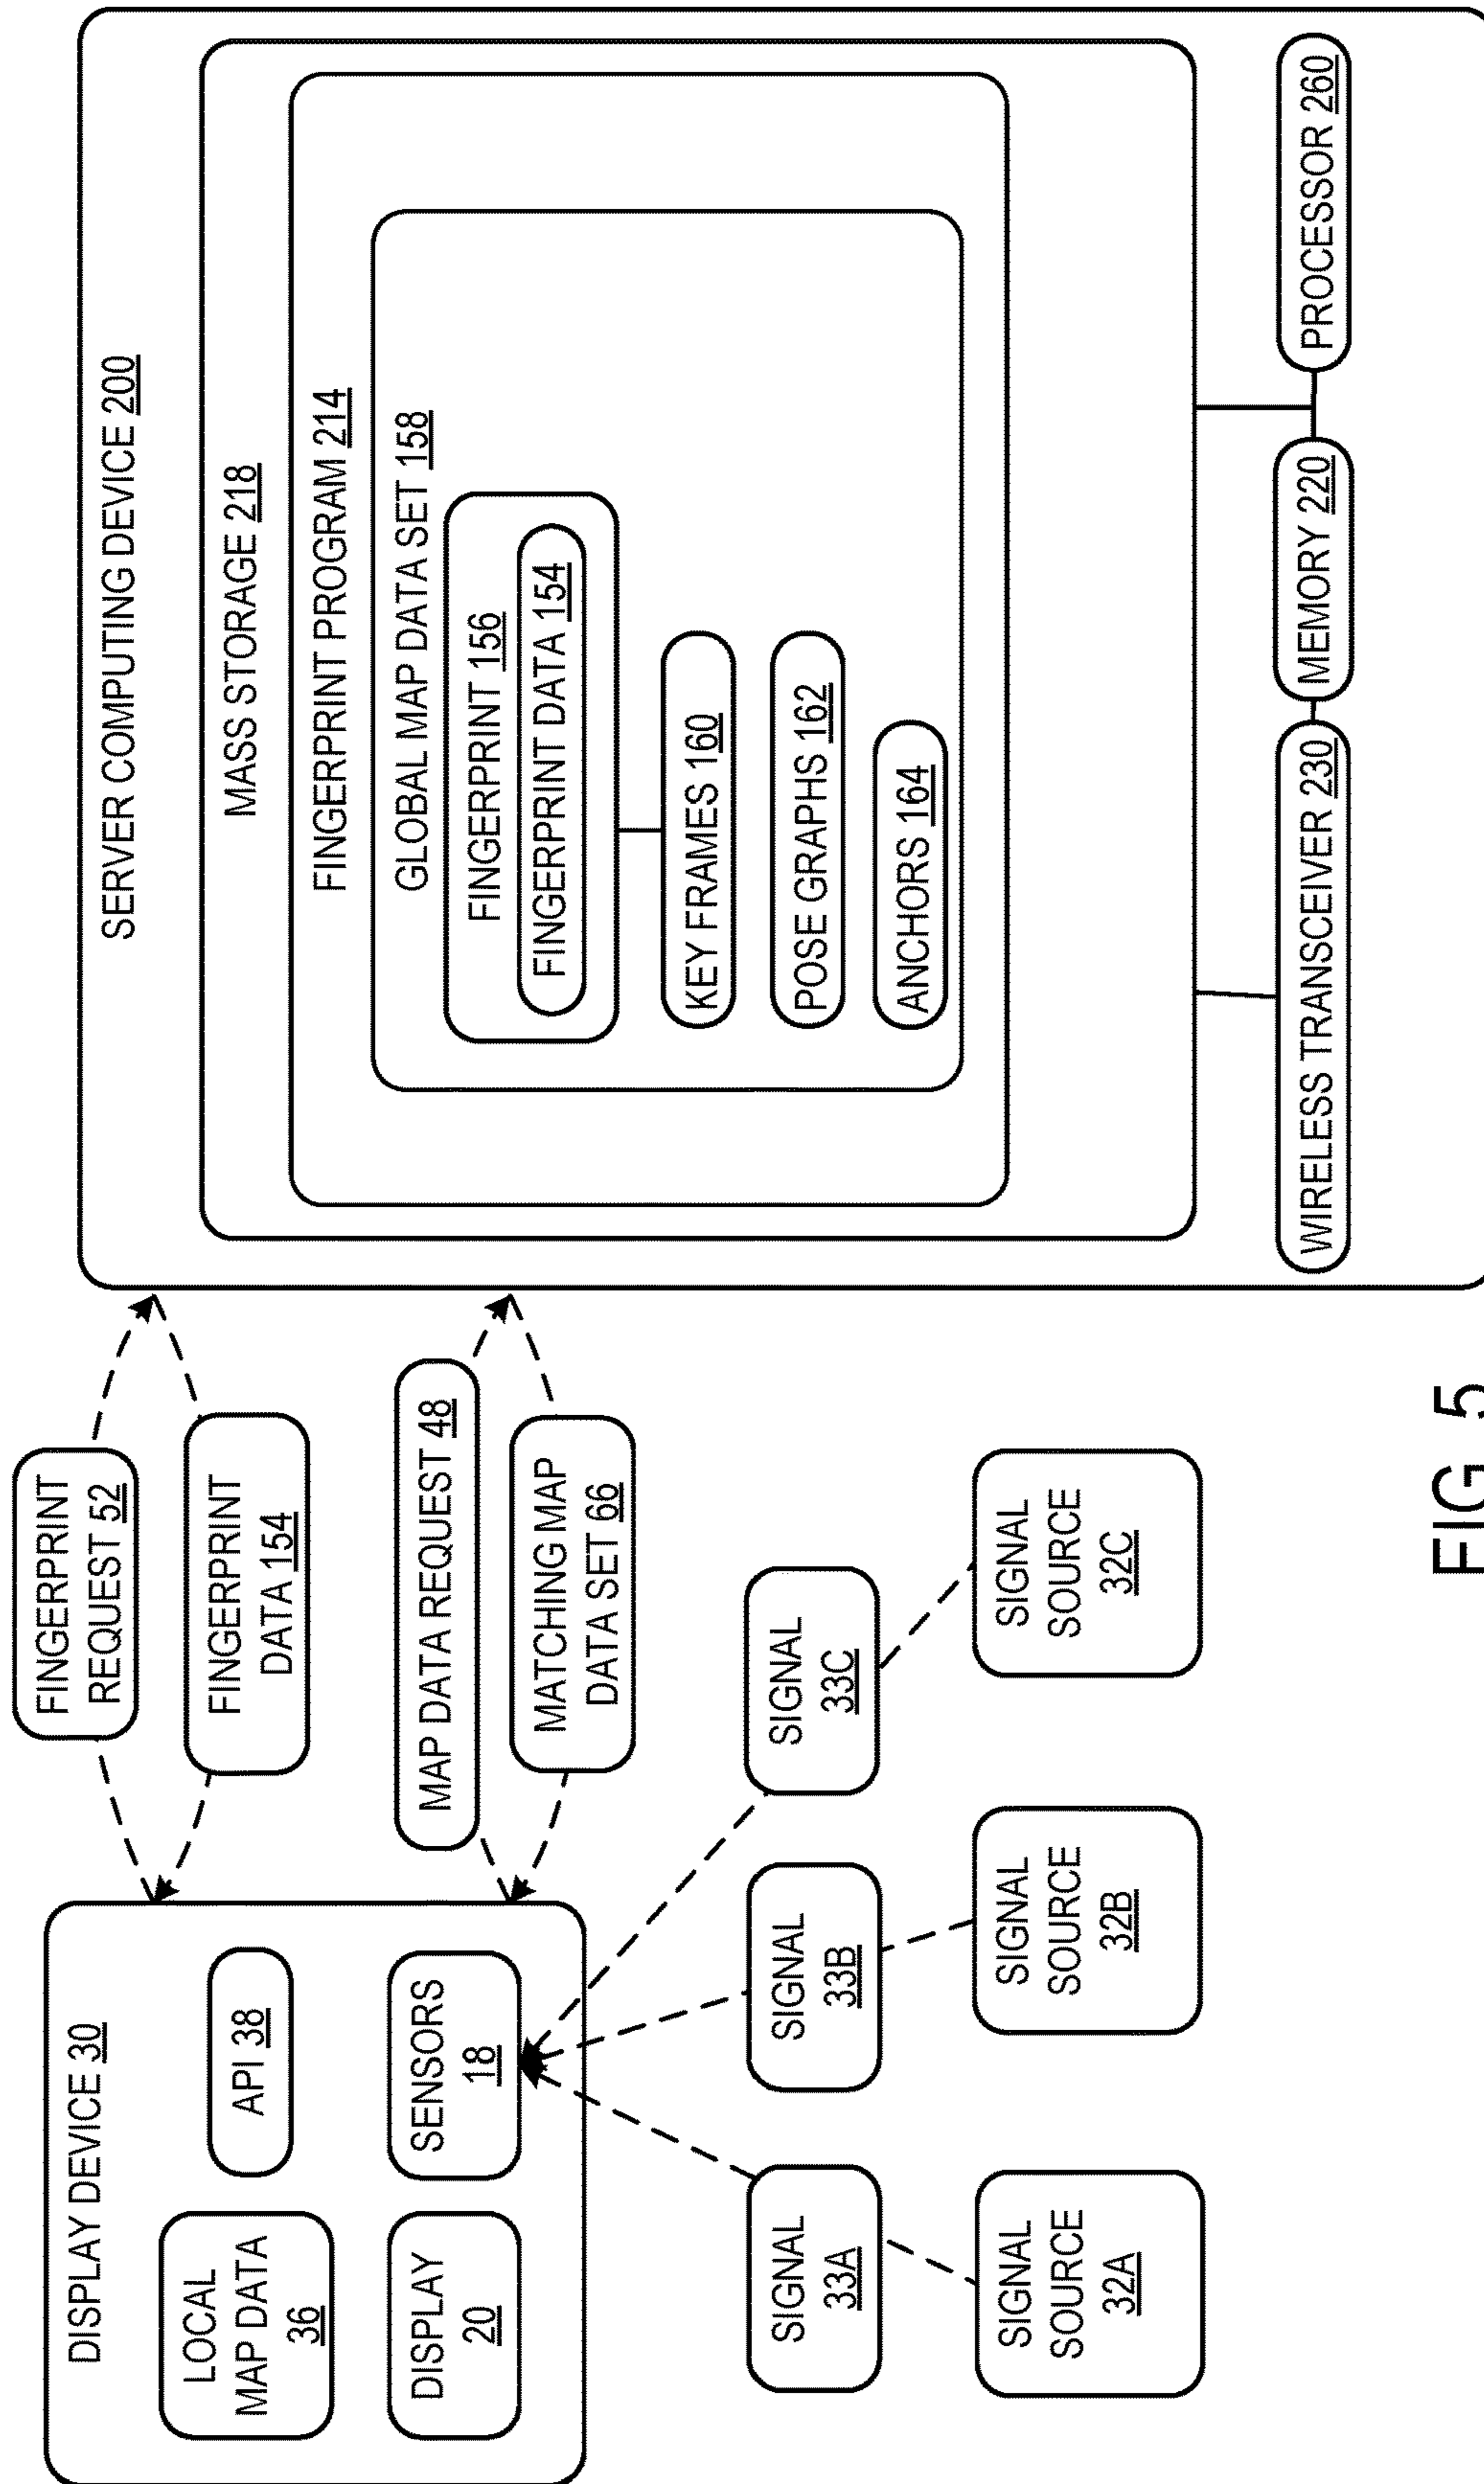 DISPLAY DEVICE 30
LOCAL
MAP DATA
36
API 38
DISPLAY
20
SENSORS
18
FINGERPRINT
REQUEST 52
FINGERPRINT
DATA 154
MAP DATA REQUEST 48
MATCHING MAP
DATA SET 66
SIGNAL
33A
SIGNAL
33B
SIGNAL
33C
SIGNAL
SOURCE
32A
SIGNAL
SOURCE
32B
SIGNAL
SOURCE
32C
SERVER COMPUTING DEVICE 200
MASS STORAGE 218
FINGERPRINT PROGRAM 214
GLOBAL MAP DATA SET 158
FINGERPRINT 156
FINGERPRINT DATA 154
KEY FRAMES 160
POSE GRAPHS 162
ANCHORS 164
WIRELESS TRANSCEIVER 230
MEMORY 220
PROCESSOR 260
FIG. 5